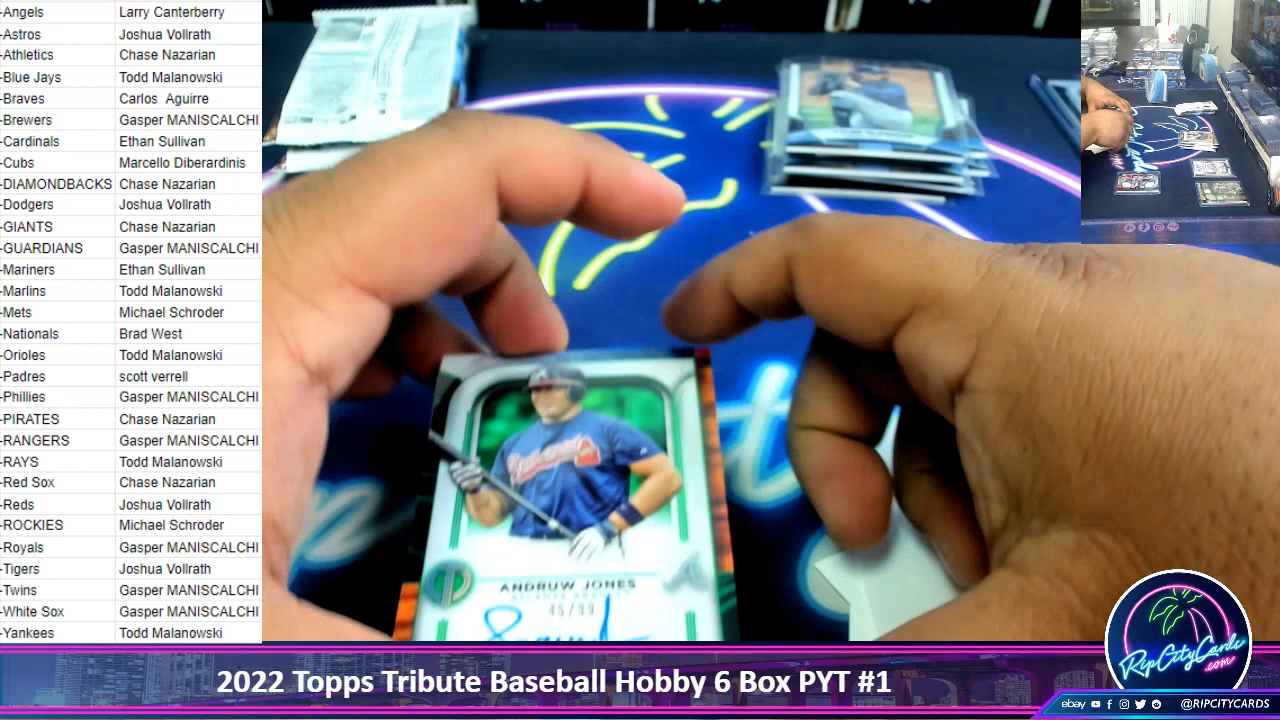 -Angels Larry Canterberry
-Astros Joshua Vollrath
-Athletics Chase Nazarian
-Blue Jays Todd Malanowski
-Braves Carlos Aguirre
-Brewers Gasper MANISCALCHI
-Cardinals Ethan Sullivan
-Cubs Marcello Diberardinis
-DIAMONDBACKS Chase Nazarian
-Dodgers Joshua Vollrath
-GIANTS Chase Nazarian
-GUARDIANS Gasper MANISCALCHI
-Mariners Ethan Sullivan
-Marlins Todd Malanowski
-Mets Michael Schroder
-Nationals Brad West
-Orioles Todd Malanowski
-Padres scott verrell
-Phillies Gasper MANISCALCHI
-PIRATES Chase Nazarian
-RANGERS Gasper MANISCALCHI
-RAYS Todd Malanowski
-Red Sox Chase Nazarian
-Reds Joshua Vollrath
-ROCKIES Michael Schroder
-Royals Gasper MANISCALCHI
-Tigers Joshua Vollrath
-Twins Gasper MANISCALCHI
-White Sox Gasper MANISCALCHI
-Yankees Todd Malanowski
Braves
ANDRUW JONES
ATLANTA BRAVES
2022 Topps Tribute Baseball Hobby 6 Box PYT #1
RipCityCards
.com
ebay @RIPCITYCARDS